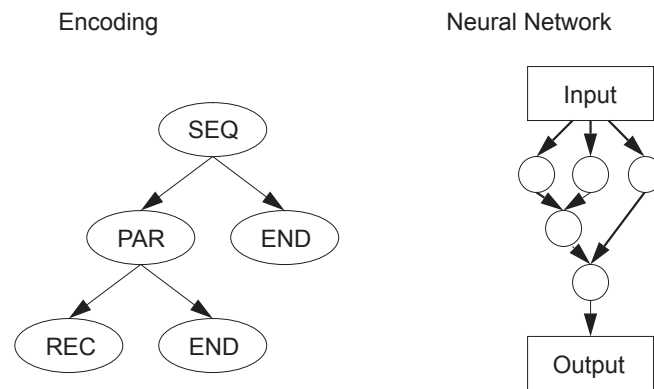 Encoding
Neural Network
SEQ
PAR
END
REC
END
Input
Output